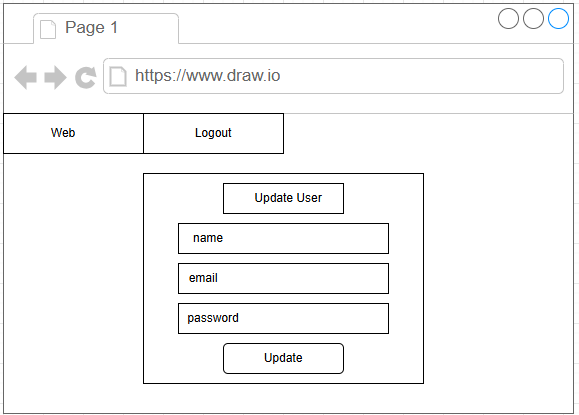 Page 1
https://www.draw.io
Web
Logout
Update User
name
email
password
Update